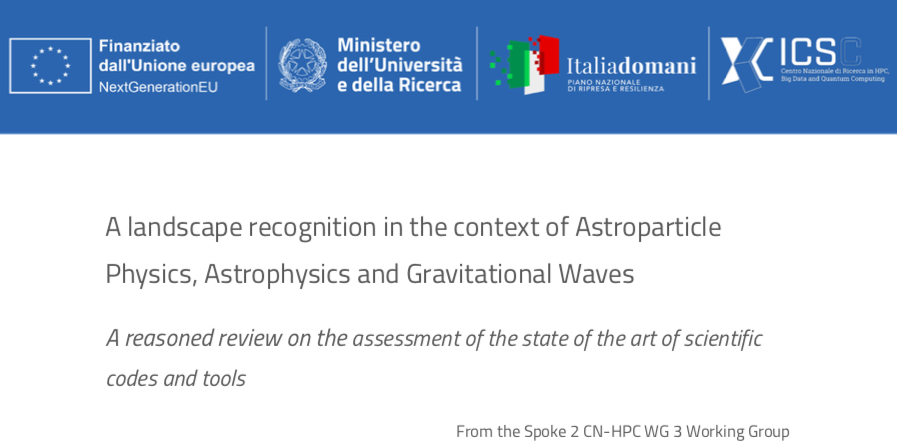 Finanziato
dall'Unione europea
NextGenerationEU
Ministero
dell'Università
e della Ricerca
Italiadomani
PIANO NAZIONALE
DI RIPRESA E RESILIENZA
ICSC
Centro Nazionale di Ricerca in HPC,
Big Data and Quantum Computing
A landscape recognition in the context of Astroparticle
Physics, Astrophysics and Gravitational Waves
A reasoned review on the assessment of the state of the art of scientific
codes and tools
From the Spoke 2 CN-HPC WG 3 Working Group